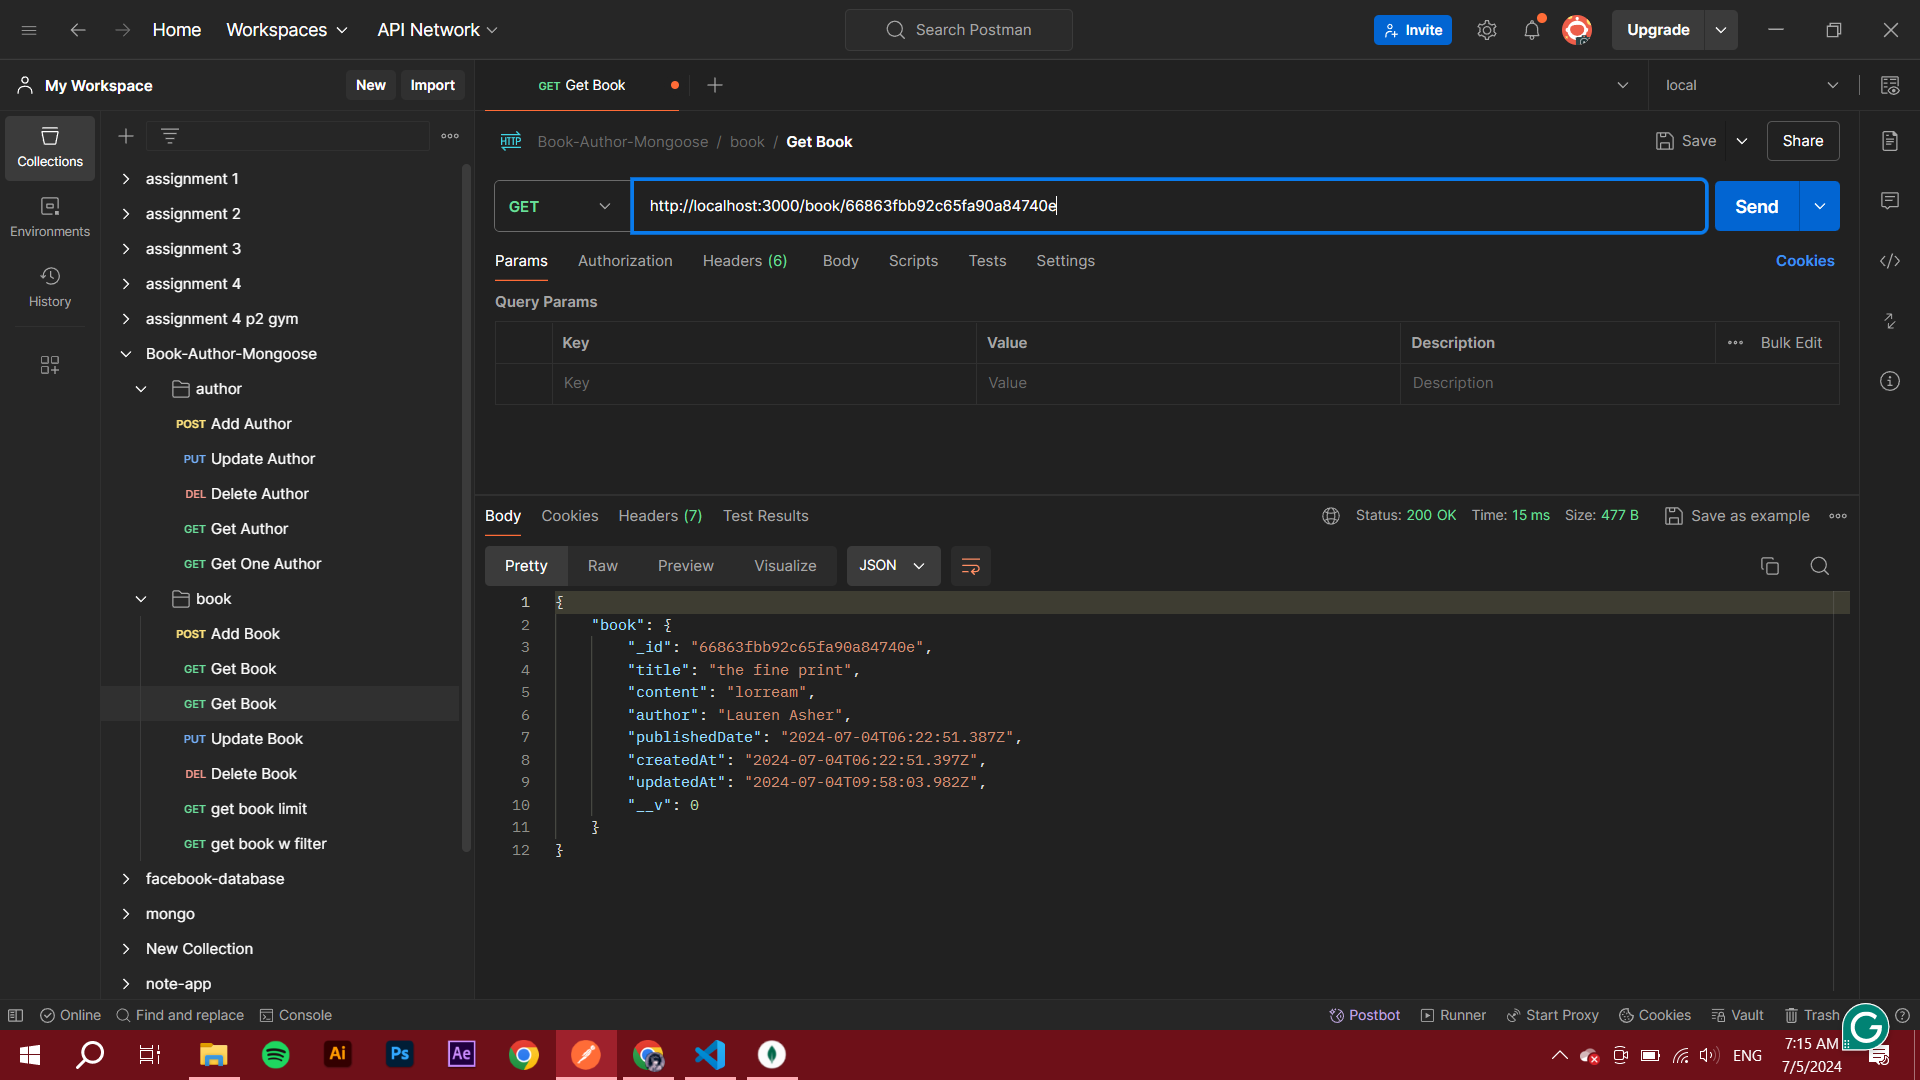 Home Workspaces API Network Search Postman Invite Upgrade
My Workspace New Import GET Get Book local
Collections
Environments
History
assignment 1
assignment 2
assignment 3
assignment 4
assignment 4 p2 gym
Book-Author-Mongoose
author
POST Add Author
PUT Update Author
DEL Delete Author
GET Get Author
GET Get One Author
book
POST Add Book
GET Get Book
GET Get Book
PUT Update Book
DEL Delete Book
GET get book limit
GET get book w filter
facebook-database
mongo
New Collection
note-app
HTTP Book-Author-Mongoose / book / Get Book Save Share
GET http://localhost:3000/book/66863fbb92c65fa90a84740e Send
Params Authorization Headers (6) Body Scripts Tests Settings Cookies
Query Params
Key Value Description Bulk Edit
Key Value Description
Body Cookies Headers (7) Test Results Status: 200 OK Time: 15 ms Size: 477 B Save as example
Pretty Raw Preview Visualize JSON
1 {
2 "book": {
3 "_id": "66863fbb92c65fa90a84740e",
4 "title": "the fine print",
5 "content": "lorream",
6 "author": "Lauren Asher",
7 "publishedDate": "2024-07-04T06:22:51.387Z",
8 "createdAt": "2024-07-04T06:22:51.397Z",
9 "updatedAt": "2024-07-04T09:58:03.982Z",
10 "__v": 0
11 }
12 }
Online Find and replace Console Postbot Runner Start Proxy Cookies Vault Trash
Ai Ps Ae ENG 7:15 AM
7/5/2024